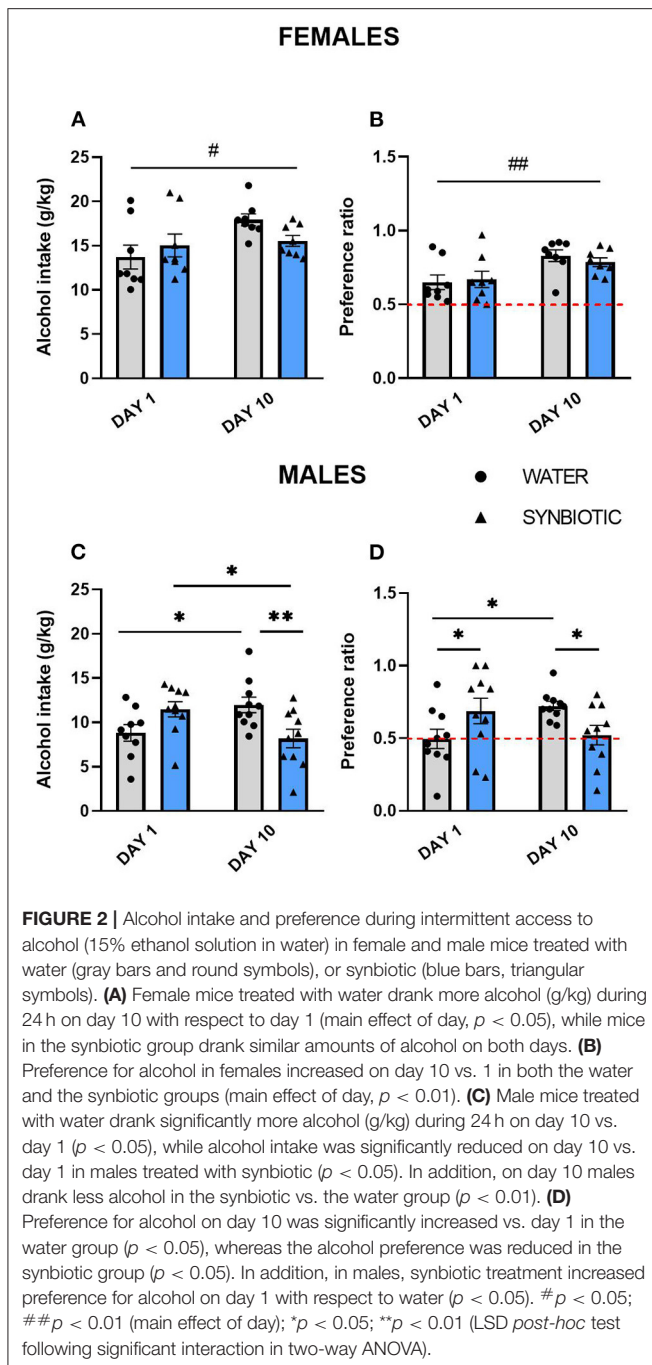 FEMALES
A
#
Alcohol intake (g/kg)
25
20
15
10
5
0
DAY 1
DAY 10
B
##
Preference ratio
1.5
1.0
0.5
0.0
DAY 1
DAY 10
MALES
● WATER
▲ SYNBIOTIC
C
*
*
**
Alcohol intake (g/kg)
25
20
15
10
5
0
DAY 1
DAY 10
D
*
*
*
Preference ratio
1.5
1.0
0.5
0.0
DAY 1
DAY 10
FIGURE 2 | Alcohol intake and preference during intermittent access to
alcohol (15% ethanol solution in water) in female and male mice treated with
water (gray bars and round symbols), or synbiotic (blue bars, triangular
symbols). (A) Female mice treated with water drank more alcohol (g/kg) during
24 h on day 10 with respect to day 1 (main effect of day, p < 0.05), while mice
in the synbiotic group drank similar amounts of alcohol on both days. (B)
Preference for alcohol in females increased on day 10 vs. 1 in both the water
and the synbiotic groups (main effect of day, p < 0.01). (C) Male mice treated
with water drank significantly more alcohol (g/kg) during 24 h on day 10 vs.
day 1 (p < 0.05), while alcohol intake was significantly reduced on day 10 vs.
day 1 in males treated with synbiotic (p < 0.05). In addition, on day 10 males
drank less alcohol in the synbiotic vs. the water group (p < 0.01). (D)
Preference for alcohol on day 10 was significantly increased vs. day 1 in the
water group (p < 0.05), whereas the alcohol preference was reduced in the
synbiotic group (p < 0.05). In addition, in males, synbiotic treatment increased
preference for alcohol on day 1 with respect to water (p < 0.05). #p < 0.05;
##p < 0.01 (main effect of day); *p < 0.05; **p < 0.01 (LSD post-hoc test
following significant interaction in two-way ANOVA).